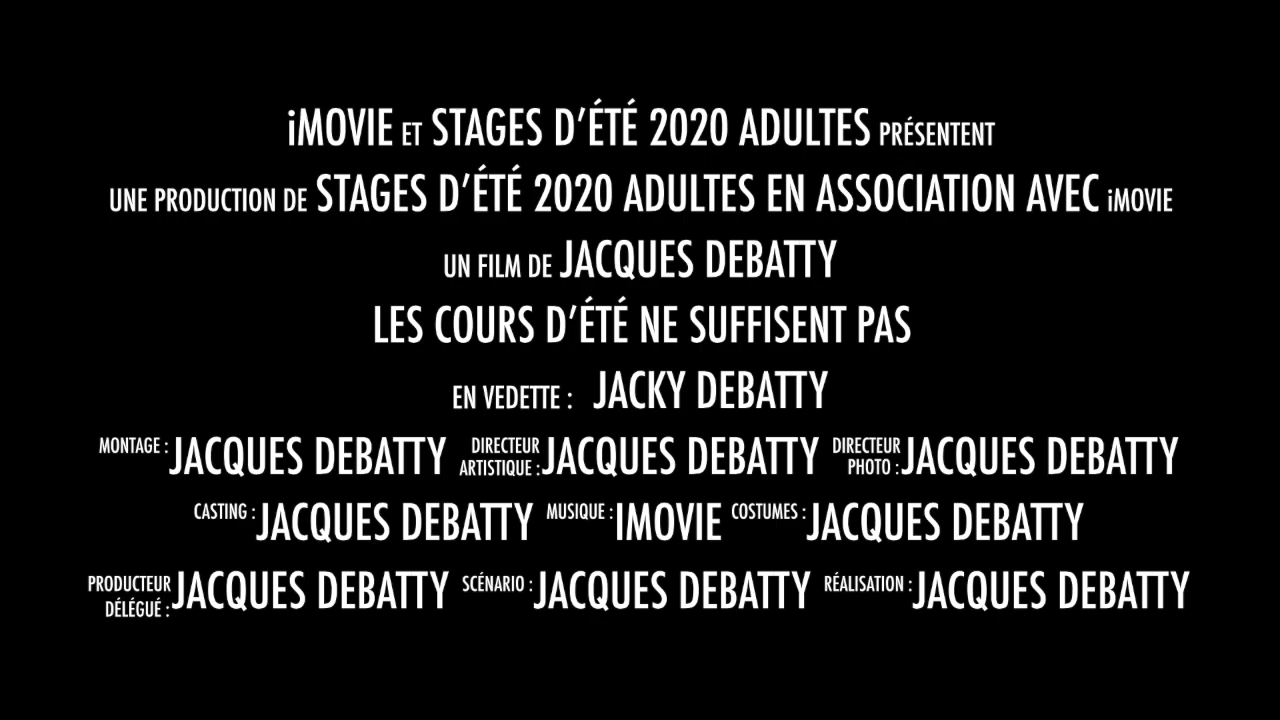 iMOVIE ET STAGES D’ÉTÉ 2020 ADULTES PRÉSENTENT
UNE PRODUCTION DE STAGES D’ÉTÉ 2020 ADULTES EN ASSOCIATION AVEC iMOVIE
UN FILM DE JACQUES DEBATTY
LES COURS D’ÉTÉ NE SUFFISENT PAS
EN VEDETTE : JACKY DEBATTY
MONTAGE : JACQUES DEBATTY DIRECTEUR ARTISTIQUE : JACQUES DEBATTY DIRECTEUR PHOTO : JACQUES DEBATTY
CASTING : JACQUES DEBATTY MUSIQUE : IMOVIE COSTUMES : JACQUES DEBATTY
PRODUCTEUR DÉLÉGUÉ : JACQUES DEBATTY SCÉNARIO : JACQUES DEBATTY RÉALISATION : JACQUES DEBATTY